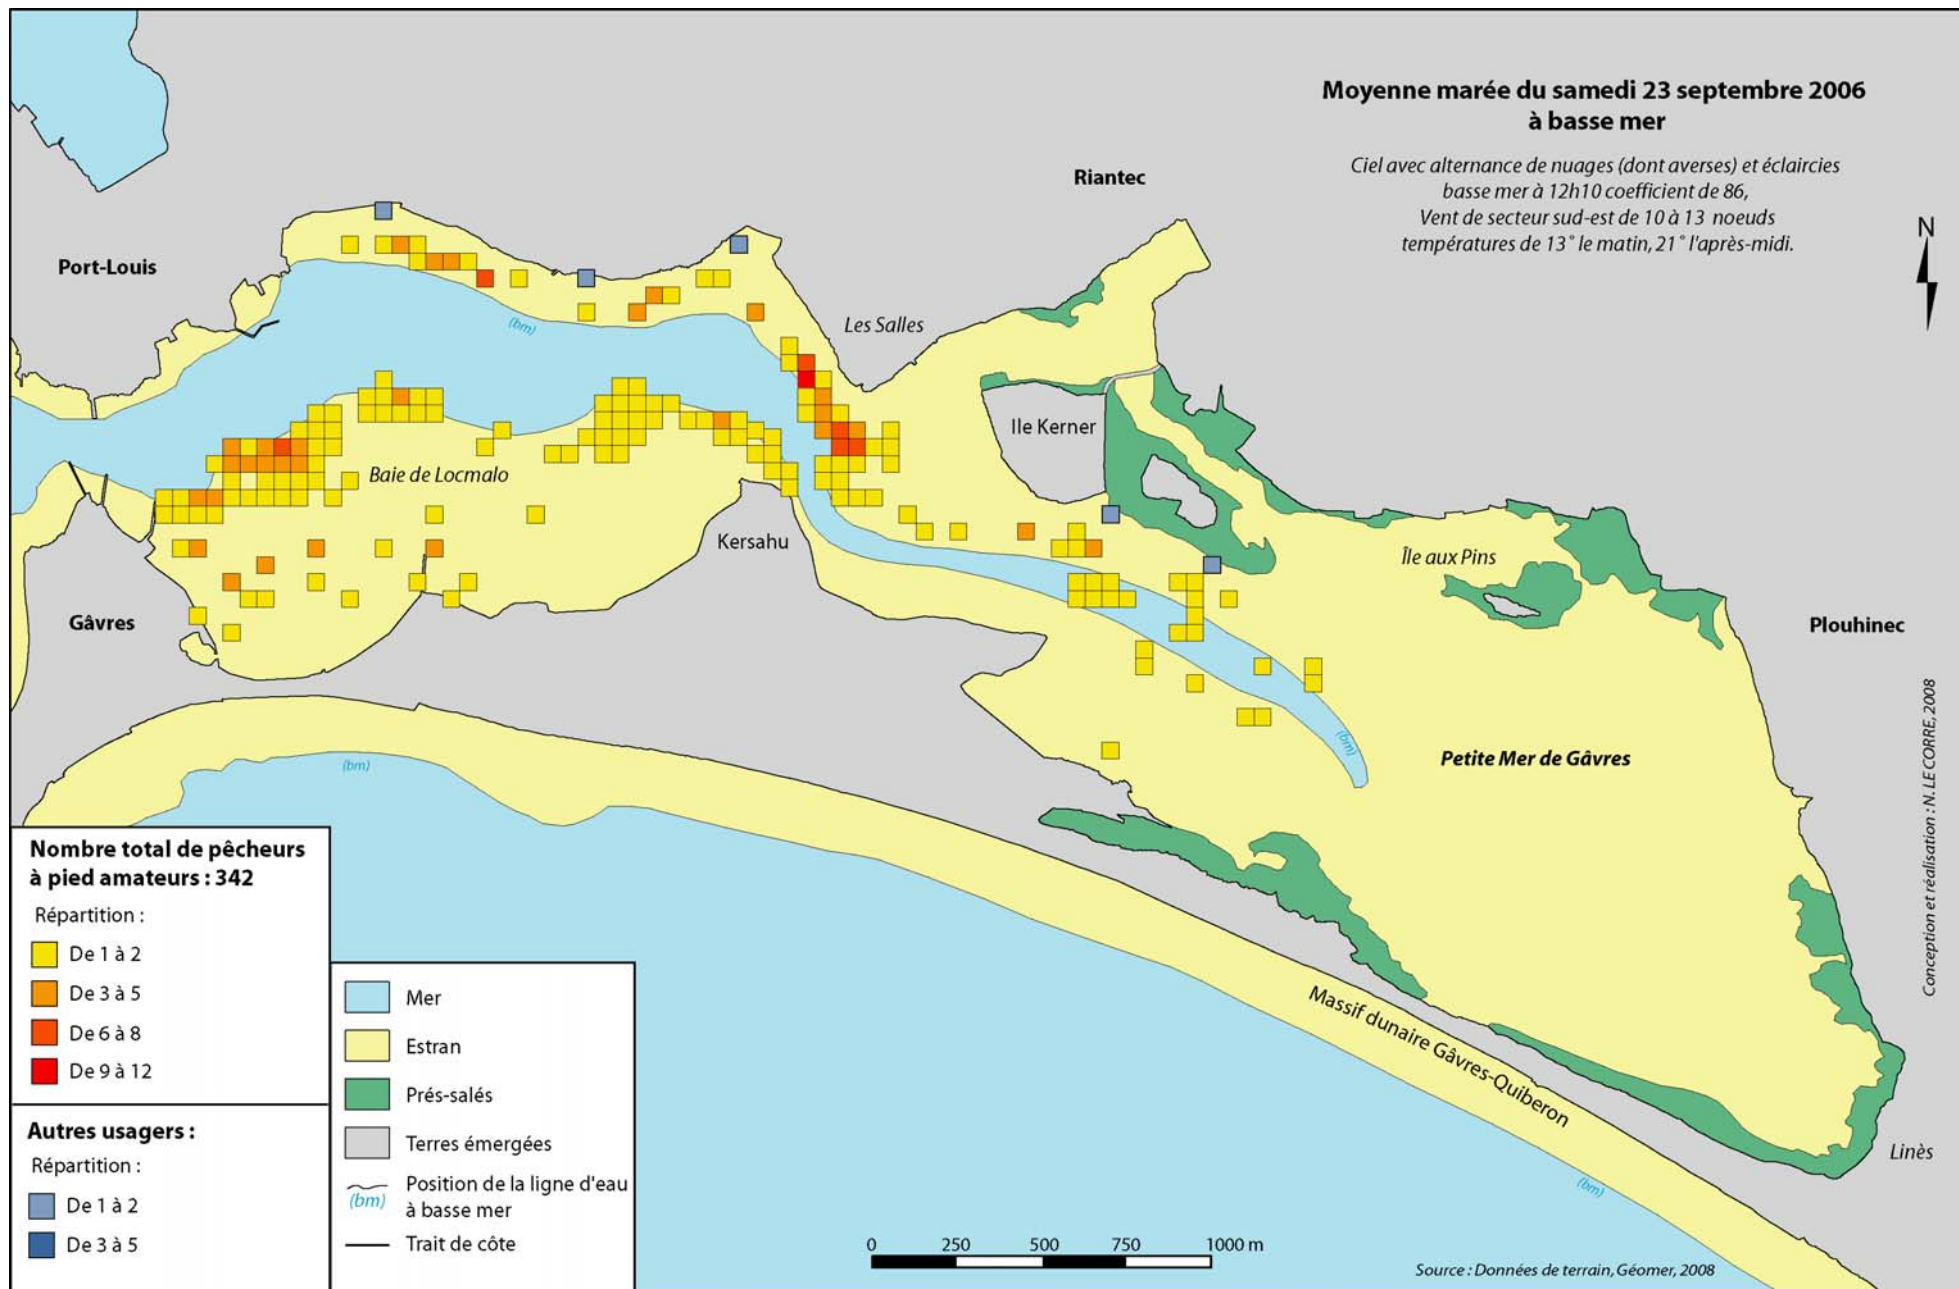 Moyenne marée du samedi 23 septembre 2006
à basse mer
Ciel avec alternance de nuages (dont averses) et éclaircies
basse mer à 12h10 coefficient de 86,
Vent de secteur sud-est de 10 à 13 noeuds
températures de 13° le matin, 21° l'après-midi.
N
Riantec
Port-Louis
Les Salles
(bm)
Ile Kerner
Baie de Locmalo
Kersahu
Île aux Pins
Gâvres
Plouhinec
(bm)
Petite Mer de Gâvres
(bm)
Massif dunaire Gâvres-Quiberon
Linès
(bm)
Conception et réalisation : N. LE CORRE, 2008
Nombre total de pêcheurs
à pied amateurs : 342
Répartition :
De 1 à 2
De 3 à 5
De 6 à 8
De 9 à 12
Autres usagers :
Répartition :
De 1 à 2
De 3 à 5
Mer
Estran
Prés-salés
Terres émergées
Position de la ligne d'eau
(bm) à basse mer
Trait de côte
0 250 500 750 1000 m
Source : Données de terrain, Géomer, 2008